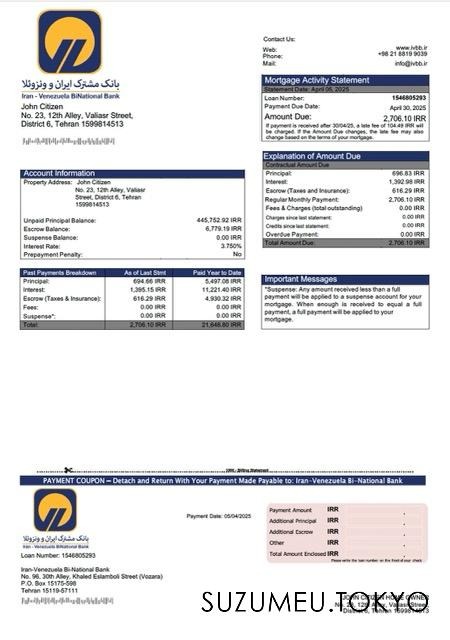 بانک مشترک ایران و ونزوئلا
Iran - Venezuela BiNational Bank
John Citizen
No. 23, 12th Alley, Valiasr Street,
District 6, Tehran 1599814513
Contact Us:
Web: www.ivbb.ir
Phone: +98 21 8819 9039
Mail: info@ivbb.ir
Mortgage Activity Statement
Statement Date: April 05, 2025
Loan Number: 1546805293
Payment Due Date: April 30, 2025
Amount Due: 2,706.10 IRR
If payment is received after 30/04/25, a late fee of 104.49 IRR will
be charged. If the Amount Due changes, the late fee may also
change based on the terms of your mortgage.
Explanation of Amount Due
Contractual Amount Due
Principal: 696.83 IRR
Interest: 1,392.98 IRR
Escrow (Taxes and Insurance): 616.29 IRR
Regular Monthly Payment: 2,706.10 IRR
Fees & Charges (total outstanding) 0.00 IRR
Charges since last statement: 0.00 IRR
Credits since last statement: 0.00 IRR
Overdue Payment: 0.00 IRR
Total Amount Due: 2,706.10 IRR
Account Information
Property Address: John Citizen
No. 23, 12th Alley, Valiasr
Street, District 6, Tehran
1599814513
Unpaid Principal Balance: 445,752.92 IRR
Escrow Balance: 6,779.19 IRR
Suspense Balance: 0.00 IRR
Interest Rate: 3.750%
Prepayment Penalty: No
Past Payments Breakdown As of Last Stmt Paid Year to Date
Principal: 694.66 IRR 5,497.08 IRR
Interest: 1,395.15 IRR 11,221.40 IRR
Escrow (Taxes & Insurance): 616.29 IRR 4,930.32 IRR
Fees: 0.00 IRR 0.00 IRR
Suspense*: 0.00 IRR 0.00 IRR
Total: 2,706.10 IRR 21,648.80 IRR
Important Messages
*Suspense: Any amount received less than a full
payment will be applied to a suspense account for your
mortgage. When enough is received to equal a full
payment, a full payment will be applied to your
mortgage.
PAYMENT COUPON – Detach and Return With Your Payment Made Payable to: Iran-Venezuela Bi-National Bank
بانک مشترک ایران و ونزوئلا
Iran - Venezuela BiNational Bank
Loan Number: 1546805293
Payment Date: 05/04/2025
Payment Amount IRR
Additional Principal IRR
Additional Escrow IRR
Other IRR
Total Amount Enclosed IRR
Please write the loan number on the front of your check
Iran-Venezuela Bi-National Bank
No. 96, 30th Alley, Khaled Eslamboli Street (Vozara)
P.O. Box 15175-598
Tehran 15119-57111
JOHN CITIZEN HOME OWNER
No. 23, 12th Alley, Valiasr Street,
District 6, Tehran 1599814513
SUZUMEU.TOK.CO